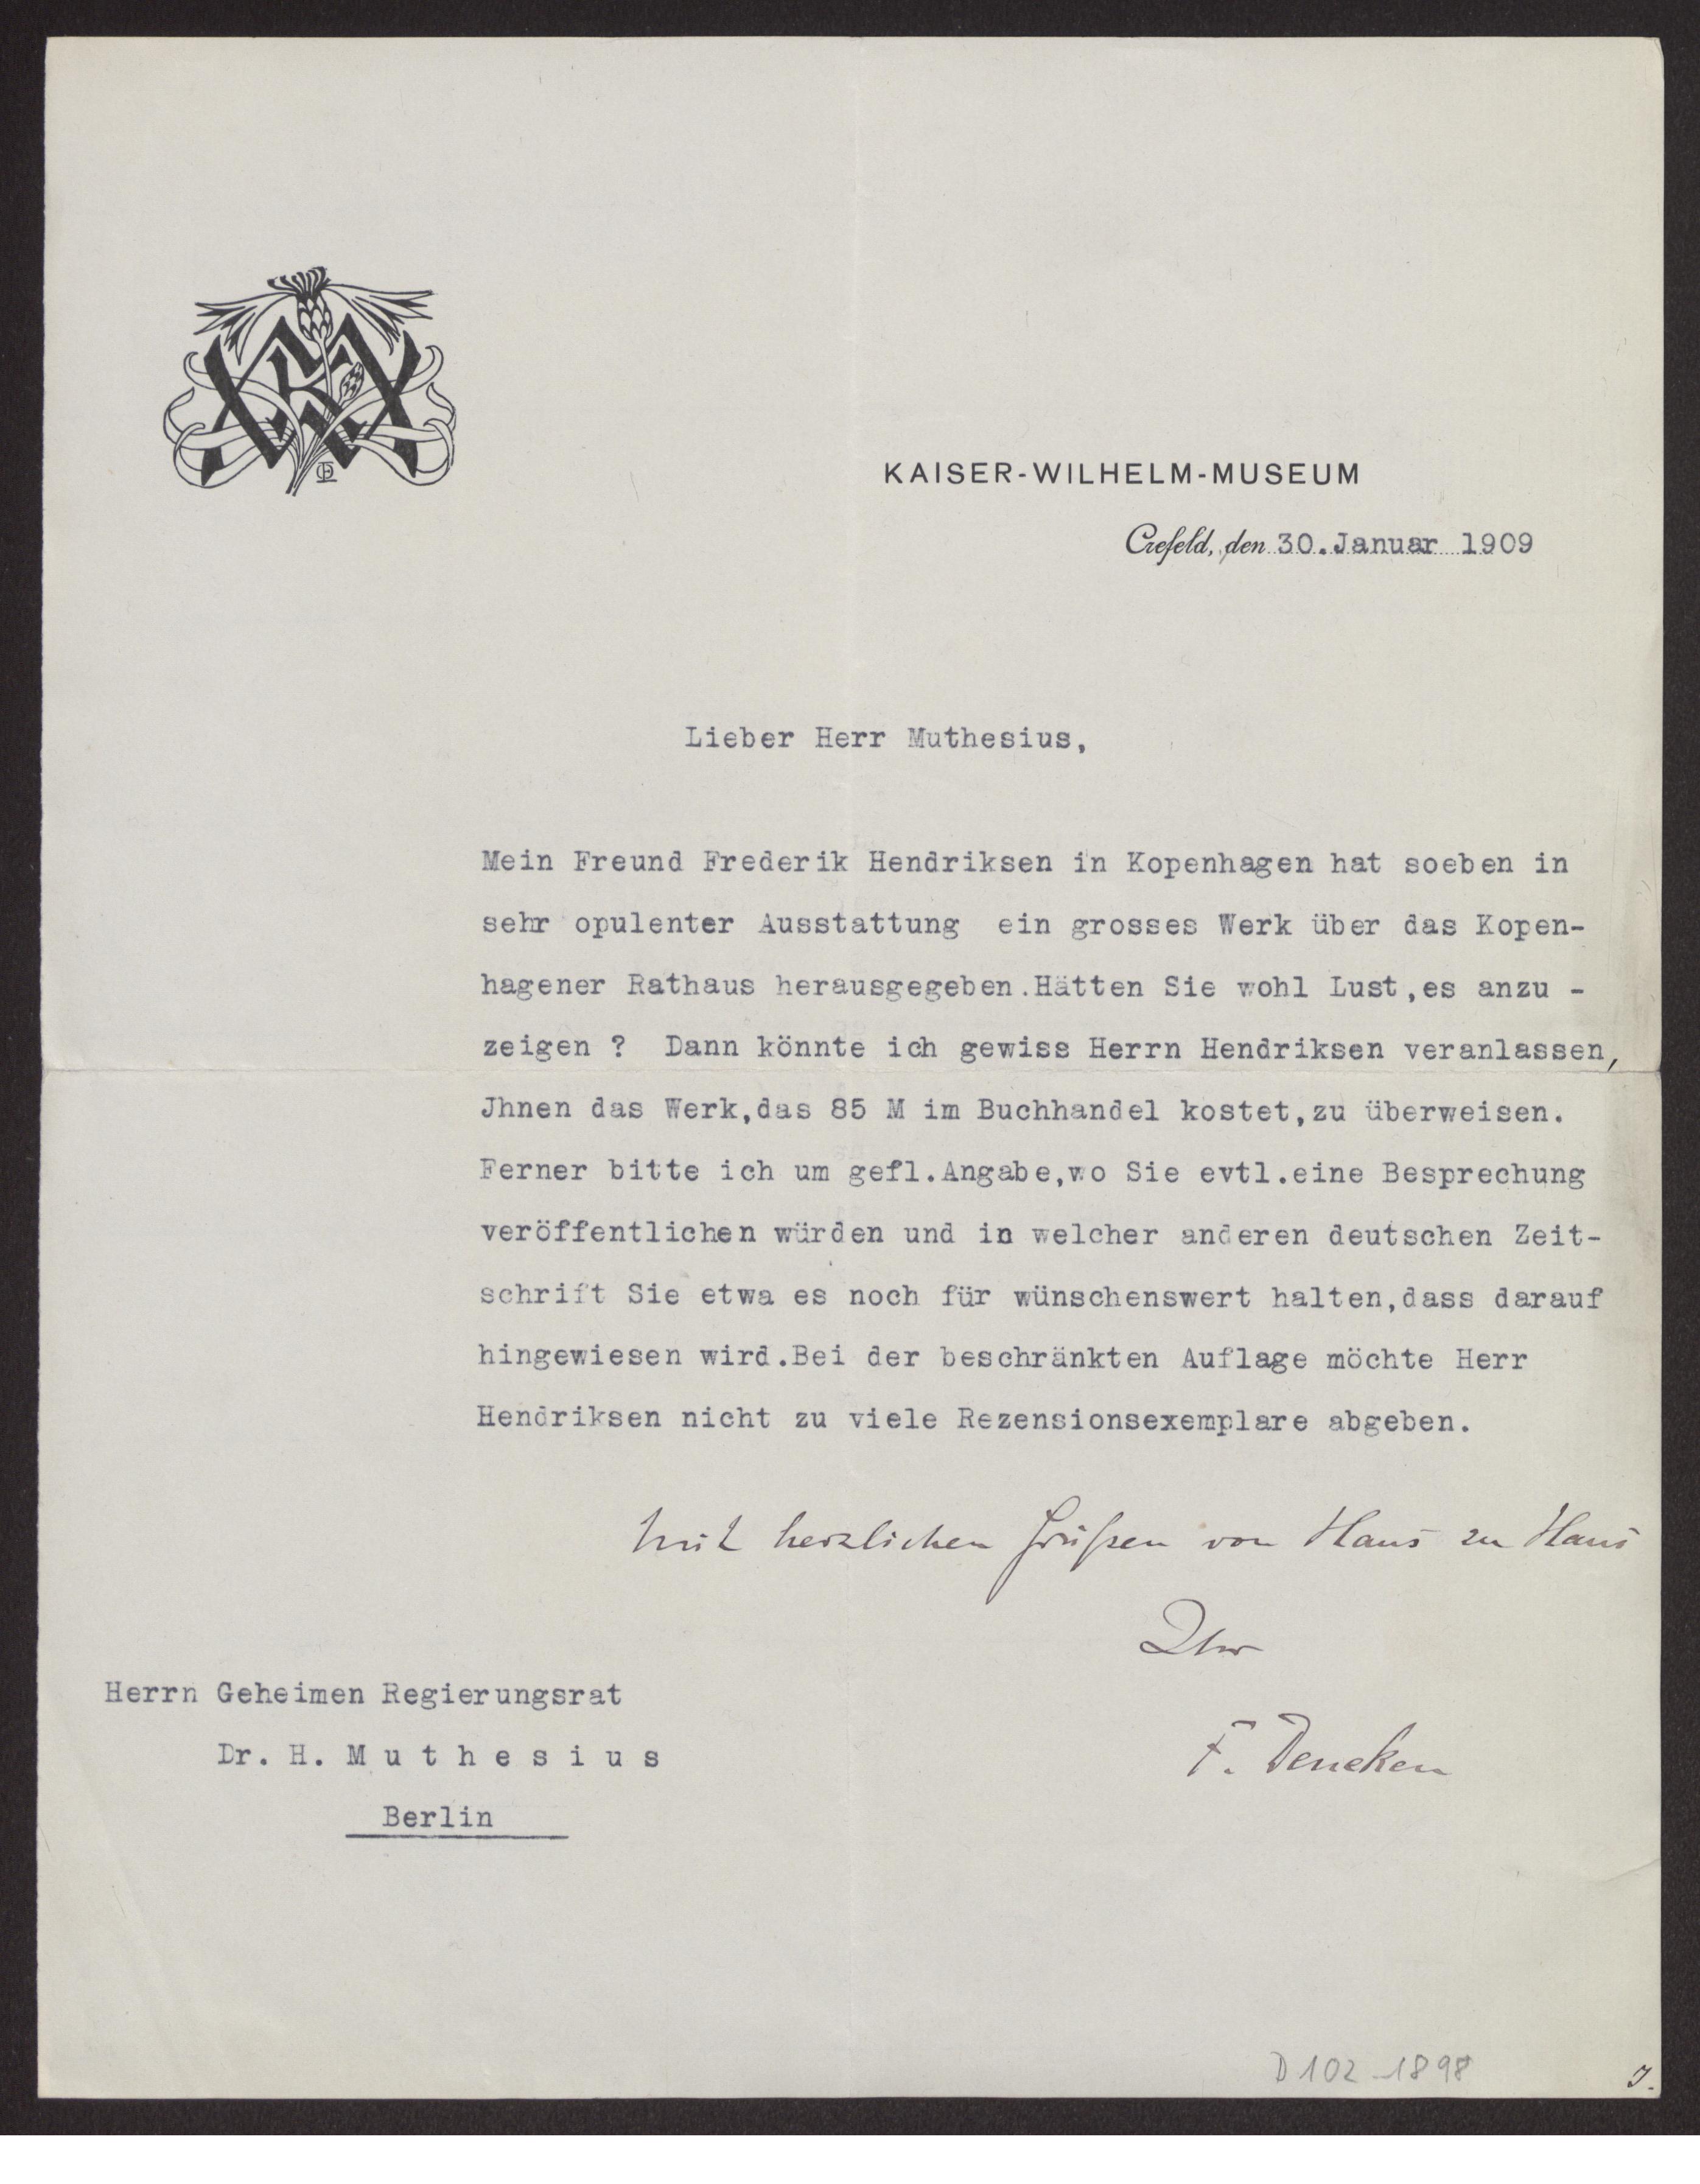 KAISER-WILHELM-MUSEUM
Crefeld, den 30. Januar 1909
Lieber Herr Muthesius,
Mein Freund Frederik Hendriksen in Kopenhagen hat soeben in
sehr opulenter Ausstattung ein grosses Werk über das Kopen-
hagener Rathaus herausgegeben.Hätten Sie wohl Lust,es anzu -
zeigen ? Dann könnte ich gewiss Herrn Hendriksen veranlassen,
Jhnen das Werk,das 85 M im Buchhandel kostet,zu überweisen.
Ferner bitte ich um gefl.Angabe,wo Sie evtl.eine Besprechung
veröffentlichen würden und in welcher anderen deutschen Zeit-
schrift Sie etwa es noch für wünschenswert halten,dass darauf
hingewiesen wird.Bei der beschränkten Auflage möchte Herr
Hendriksen nicht zu viele Rezensionsexemplare abgeben.
Mit herzlichen Grüßen von Haus zu Haus
Ihr
F. Deneken
Herrn Geheimen Regierungsrat
Dr. H. M u t h e s i u s
Berlin
D 102-1898